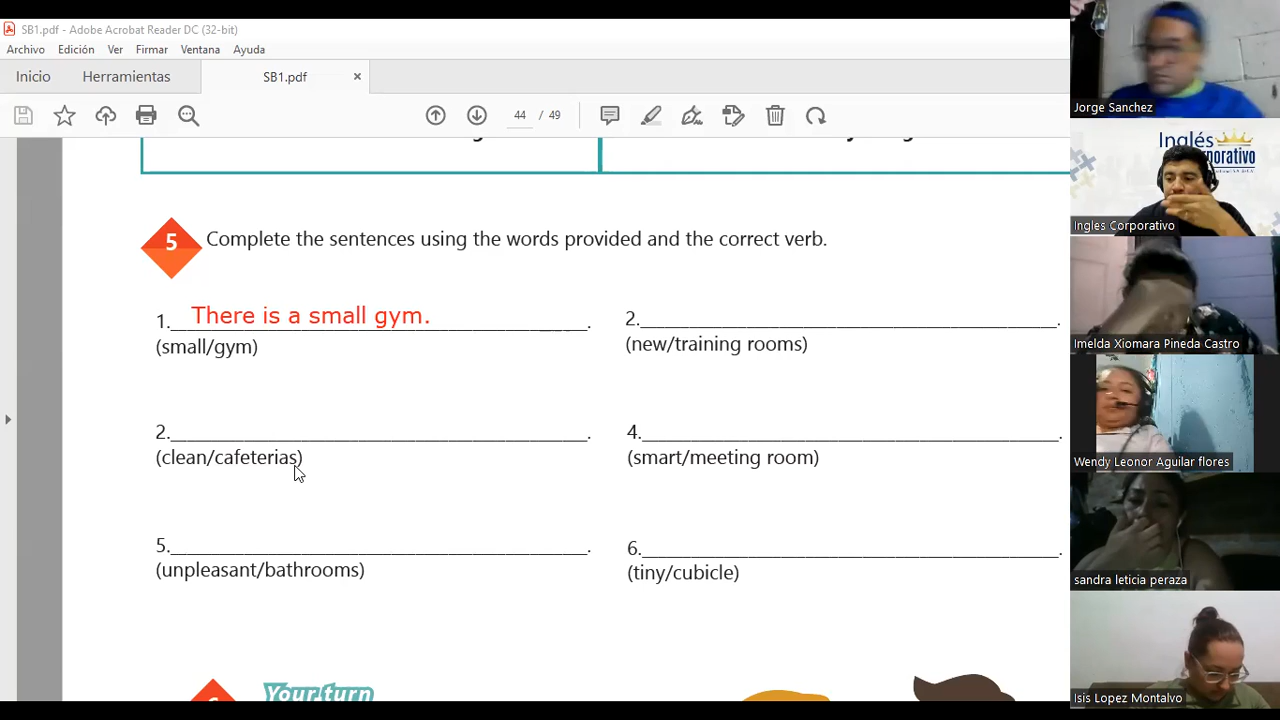 SB1.pdf - Adobe Acrobat Reader DC (32-bit)
Archivo Edición Ver Firmar Ventana Ayuda
Inicio Herramientas SB1.pdf ×
44 / 49
5 Complete the sentences using the words provided and the correct verb.
1. There is a small gym. .
(small/gym)
2. .
(new/training rooms)
2. .
(clean/cafeterias)
4. .
(smart/meeting room)
5. .
(unpleasant/bathrooms)
6. .
(tiny/cubicle)
Your turn
Jorge Sanchez
Inglés
Ingles Corporativo
Imelda Xiomara Pineda Castro
Wendy Leonor Aguilar flores
sandra leticia peraza
Isis Lopez Montalvo